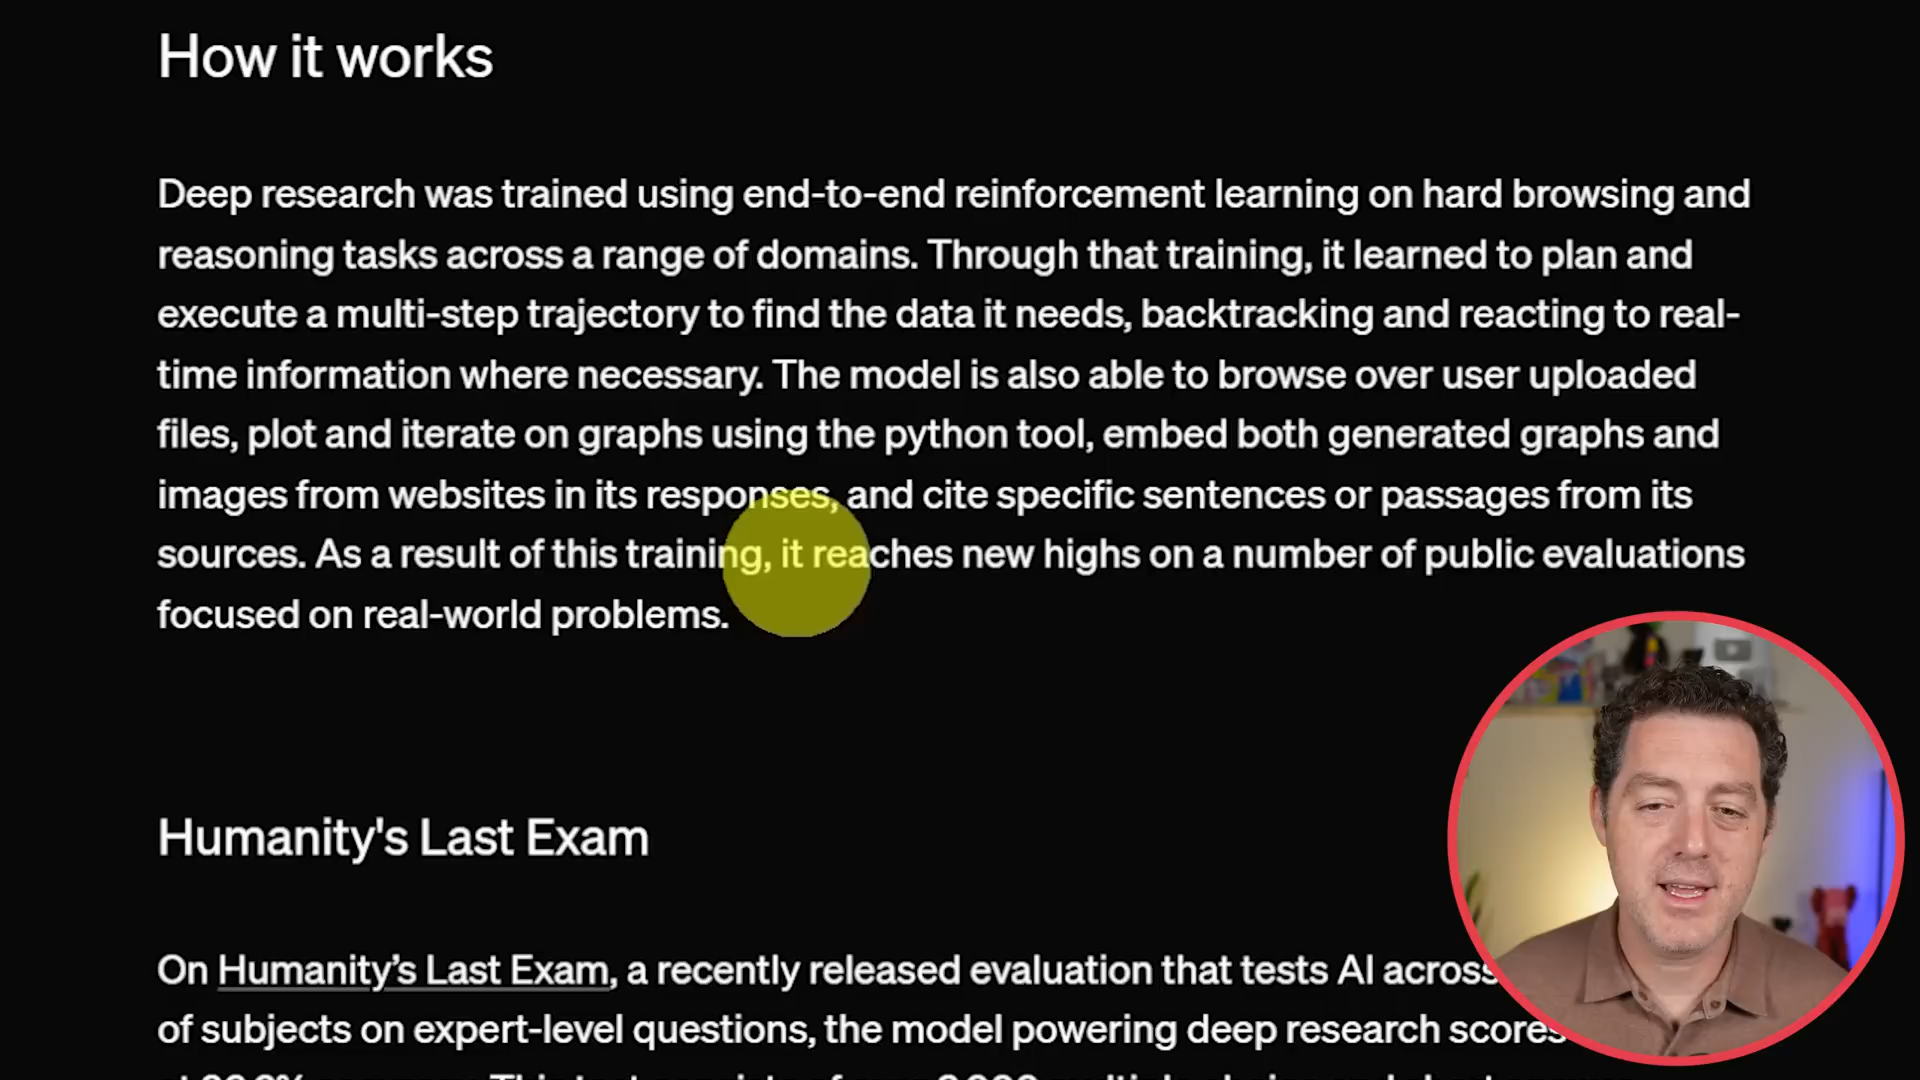 How it works
Deep research was trained using end-to-end reinforcement learning on hard browsing and
reasoning tasks across a range of domains. Through that training, it learned to plan and
execute a multi-step trajectory to find the data it needs, backtracking and reacting to real-
time information where necessary. The model is also able to browse over user uploaded
files, plot and iterate on graphs using the python tool, embed both generated graphs and
images from websites in its responses, and cite specific sentences or passages from its
sources. As a result of this training, it reaches new highs on a number of public evaluations
focused on real-world problems.
Humanity's Last Exam
On Humanity’s Last Exam, a recently released evaluation that tests AI across
of subjects on expert-level questions, the model powering deep research scores